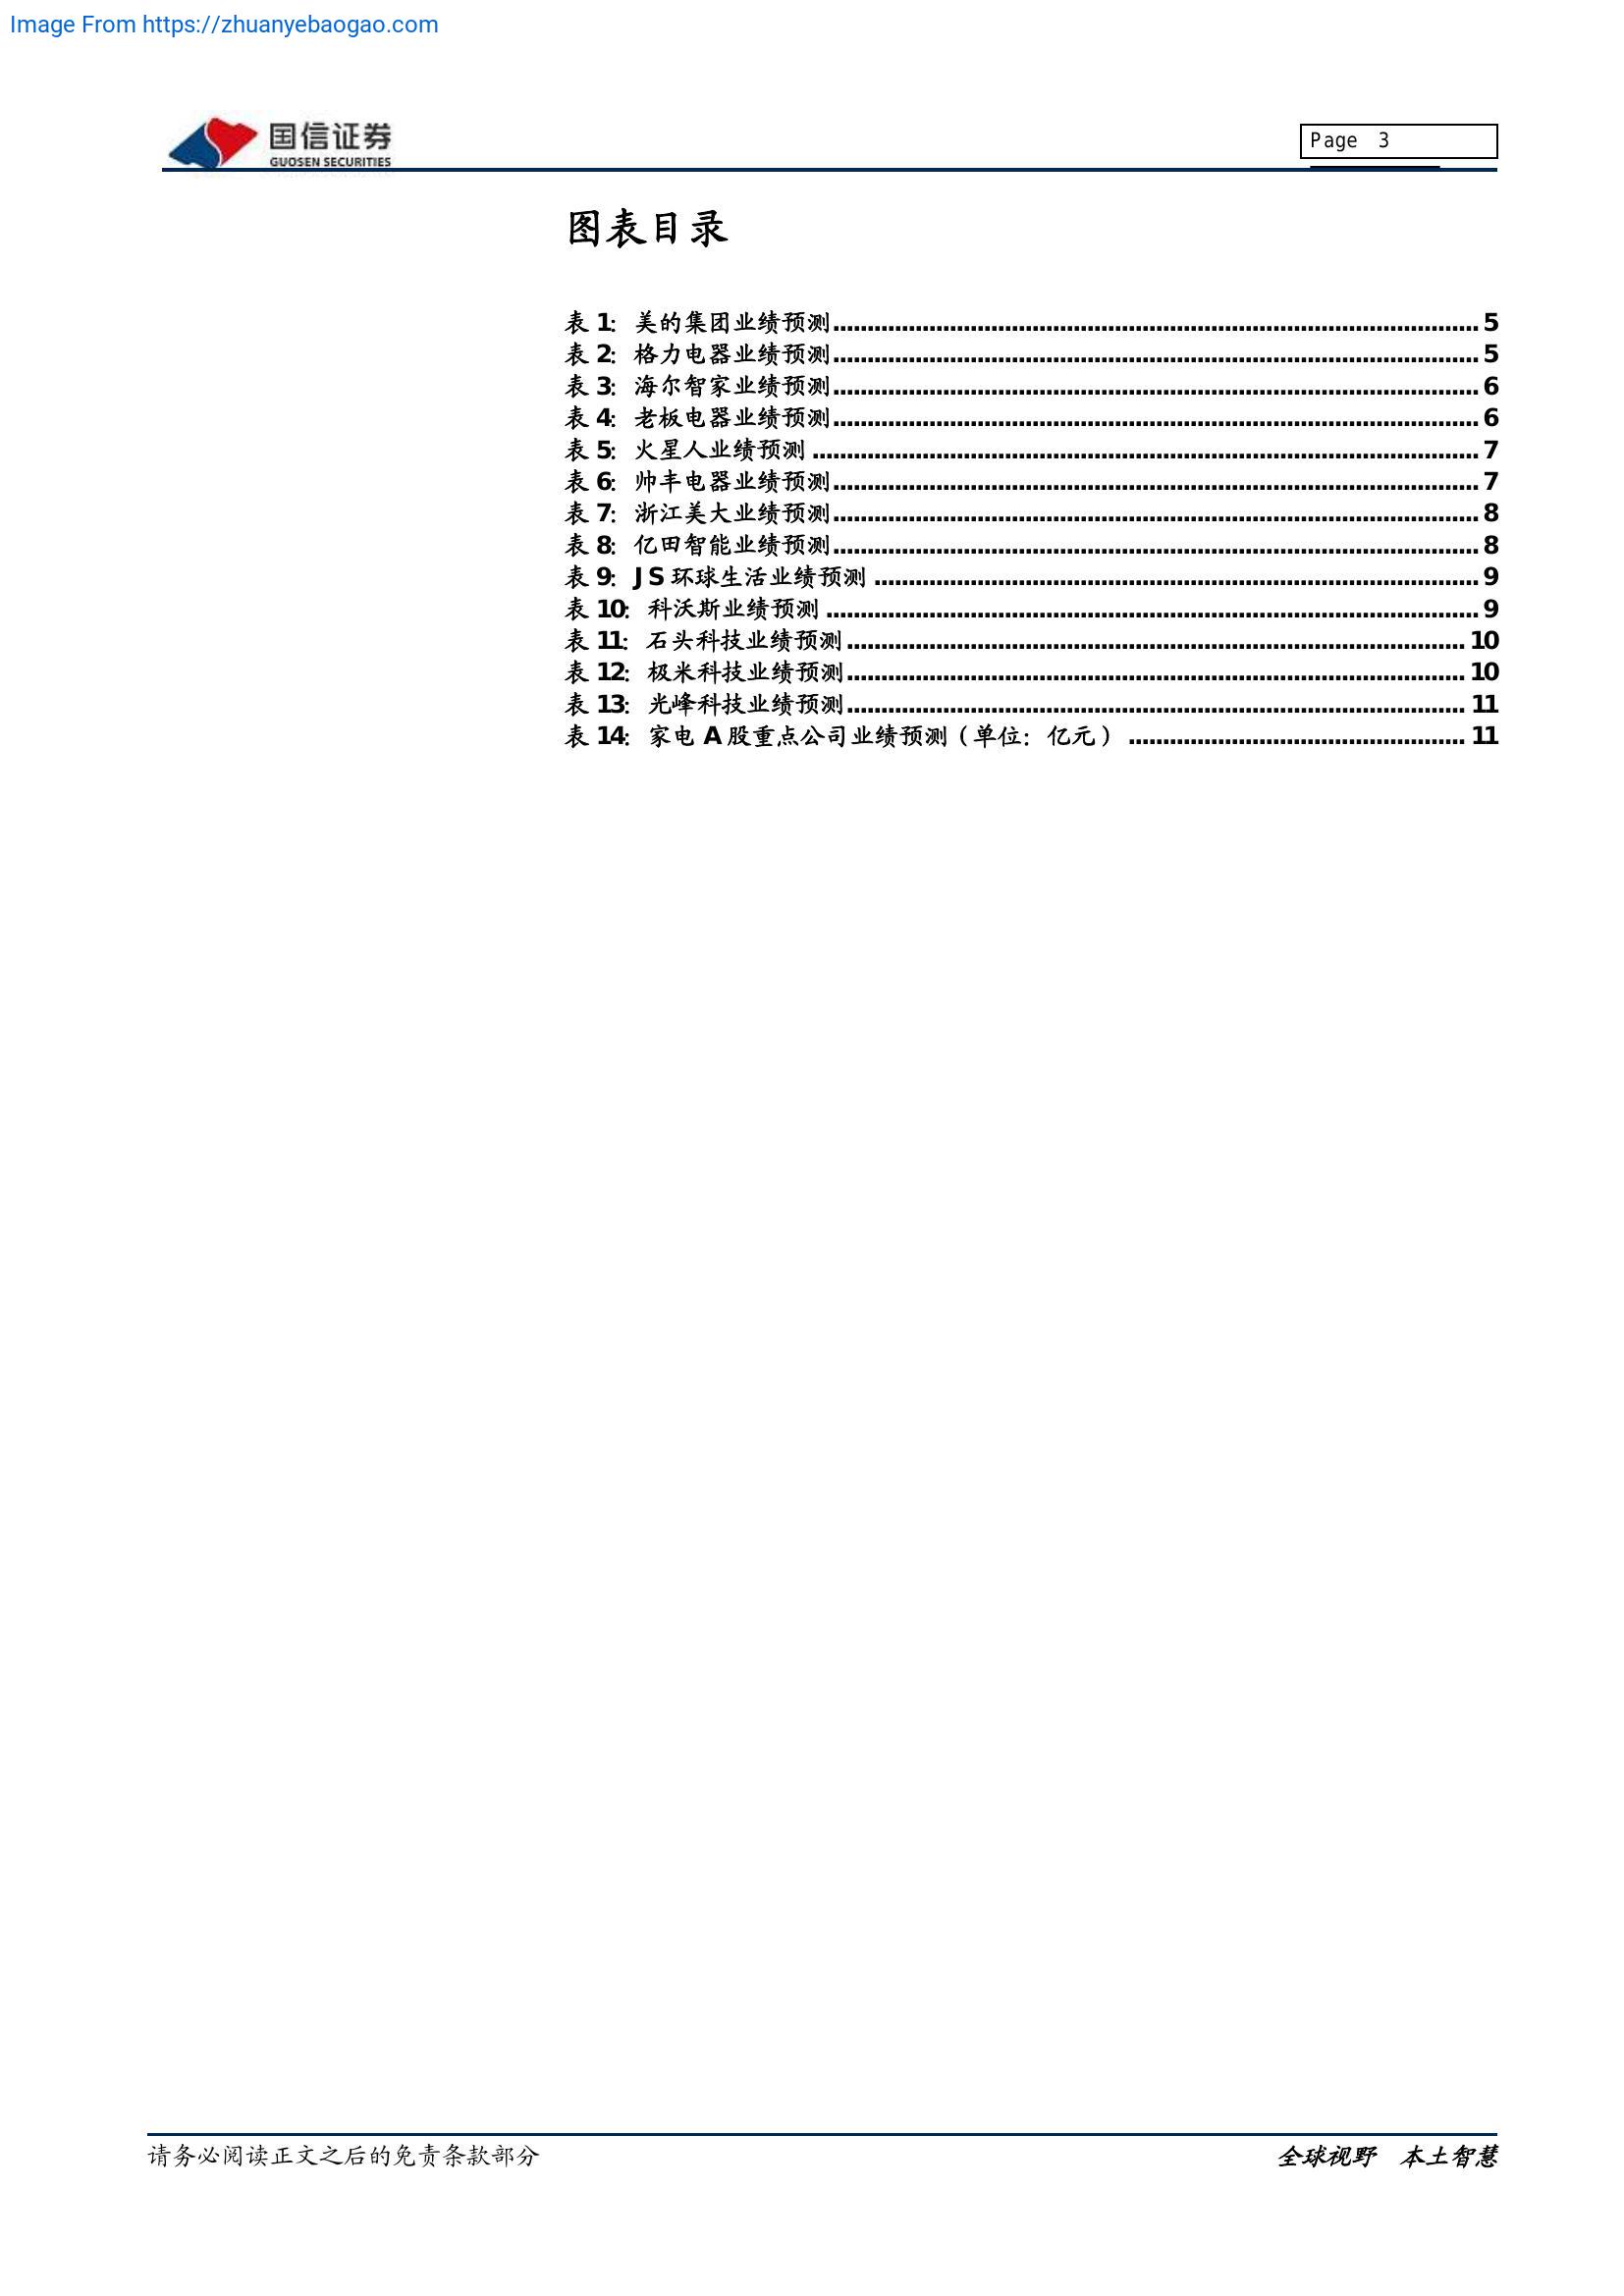 Image From https://zhuanyebaogao.com
国信证券
GUOSEN SECURITIES
Page 3
图表目录
表 1：美的集团业绩预测.......... 5
表 2：格力电器业绩预测.......... 5
表 3：海尔智家业绩预测.......... 6
表 4：老板电器业绩预测.......... 6
表 5：火星人业绩预测.......... 7
表 6：帅丰电器业绩预测.......... 7
表 7：浙江美大业绩预测.......... 8
表 8：亿田智能业绩预测.......... 8
表 9：JS 环球生活业绩预测.......... 9
表 10：科沃斯业绩预测.......... 9
表 11：石头科技业绩预测.......... 10
表 12：极米科技业绩预测.......... 10
表 13：光峰科技业绩预测.......... 11
表 14：家电 A 股重点公司业绩预测（单位：亿元）.......... 11
请务必阅读正文之后的免责条款部分
全球视野 本土智慧